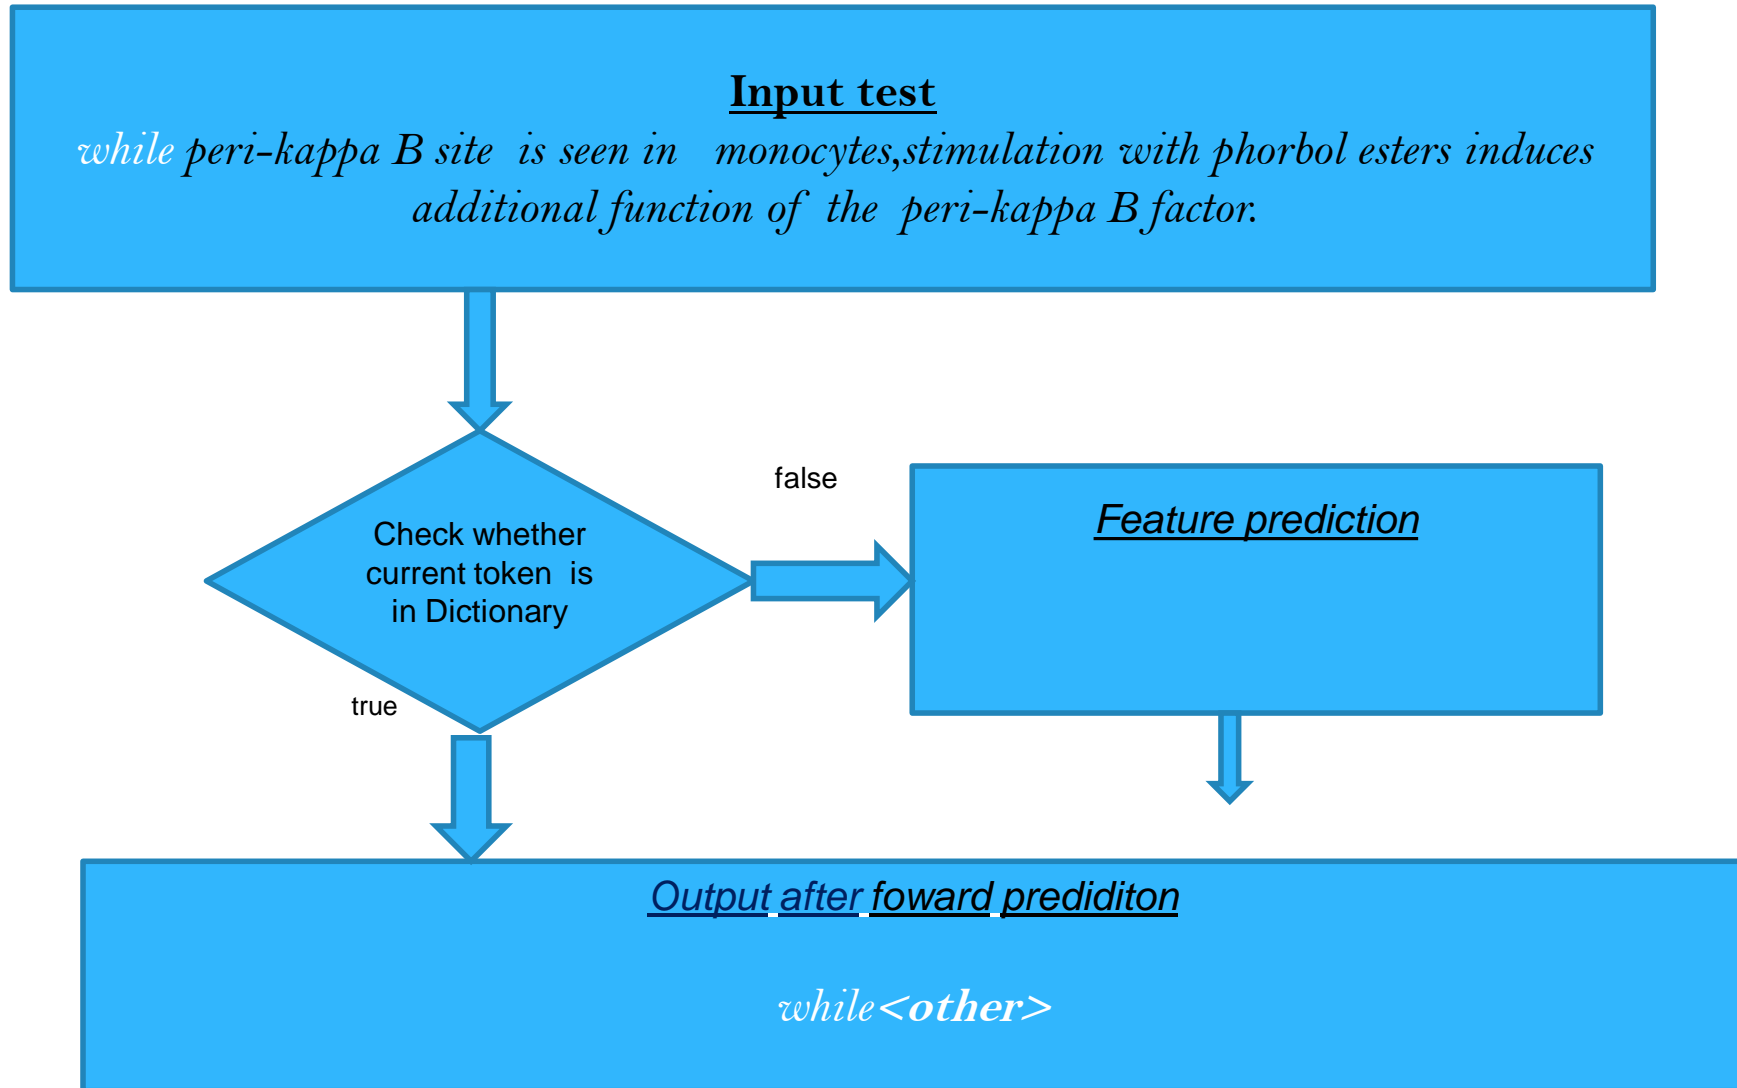 Input test
while peri-kappa B site is seen in monocytes,stimulation with phorbol esters induces
additional function of the peri-kappa B factor.
false
Feature prediction
Check whether
current token is
in Dictionary
true
Output after foward prediditon
while<other>